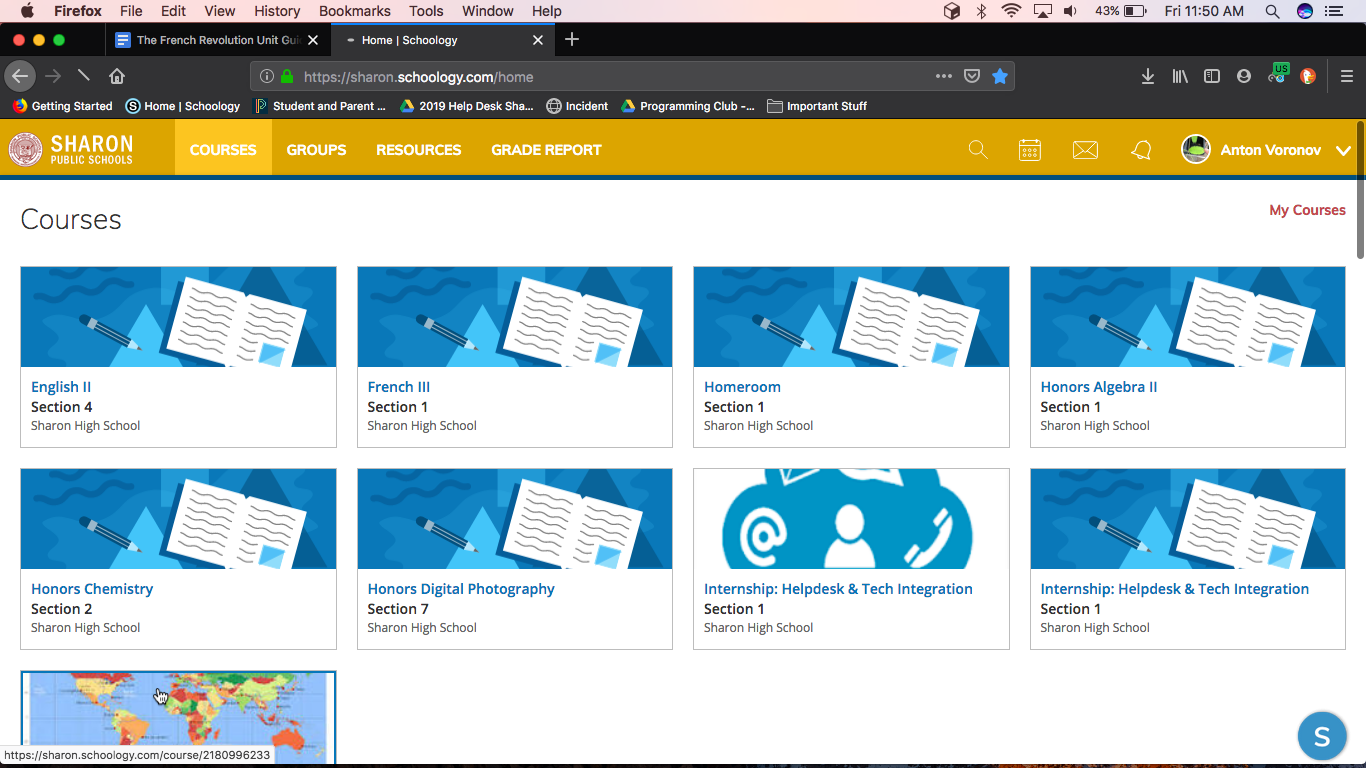 Firefox File Edit View History Bookmarks Tools Window Help 43% Fri 11:50 AM
The French Revolution Unit Gui
Home | Schoology
https://sharon.schoology.com/home
US
Getting Started Home | Schoology Student and Parent ... 2019 Help Desk Sha... Incident Programming Club -... Important Stuff
SHARON
PUBLIC SCHOOLS
COURSES GROUPS RESOURCES GRADE REPORT Anton Voronov
Courses
My Courses
English II
Section 4
Sharon High School
French III
Section 1
Sharon High School
Homeroom
Section 1
Sharon High School
Honors Algebra II
Section 1
Sharon High School
@
Honors Chemistry
Section 2
Sharon High School
Honors Digital Photography
Section 7
Sharon High School
Internship: Helpdesk & Tech Integration
Section 1
Sharon High School
Internship: Helpdesk & Tech Integration
Section 1
Sharon High School
S
https://sharon.schoology.com/course/2180996233